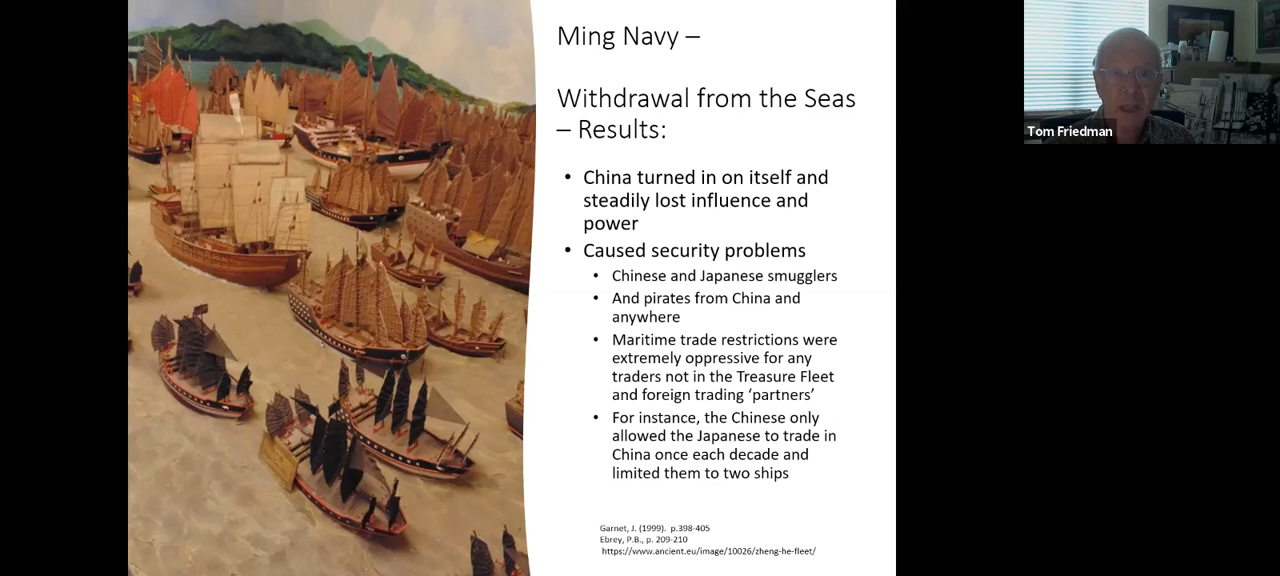 Ming Navy –
Withdrawal from the Seas
– Results:
• China turned in on itself and
steadily lost influence and
power
• Caused security problems
• Chinese and Japanese smugglers
• And pirates from China and
anywhere
• Maritime trade restrictions were
extremely oppressive for any
traders not in the Treasure Fleet
and foreign trading ‘partners’
• For instance, the Chinese only
allowed the Japanese to trade in
China once each decade and
limited them to two ships
Garnet, J. (1999). p.398-405
Ebrey, P.B., p. 209-210
https://www.ancient.eu/image/10026/zheng-he-fleet/
Tom Friedman